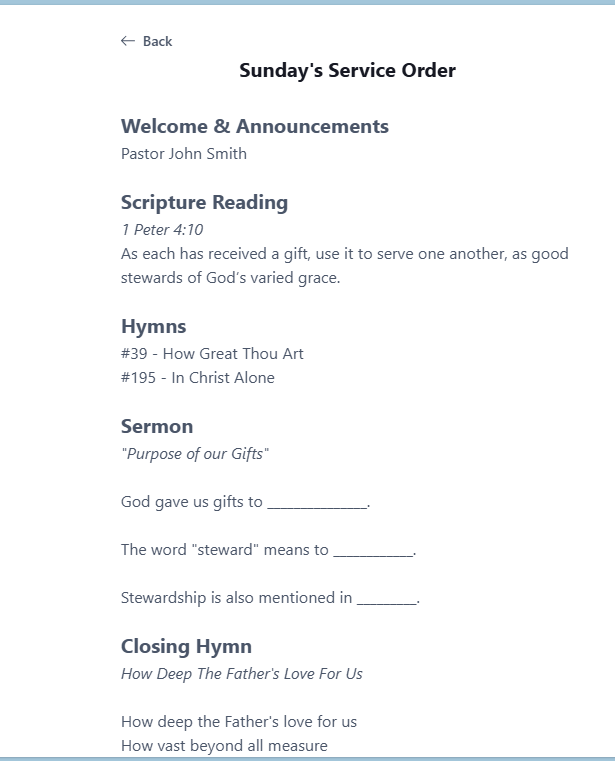 ← Back
Sunday's Service Order
Welcome & Announcements
Pastor John Smith
Scripture Reading
1 Peter 4:10
As each has received a gift, use it to serve one another, as good
stewards of God's varied grace.
Hymns
#39 - How Great Thou Art
#195 - In Christ Alone
Sermon
"Purpose of our Gifts"
God gave us gifts to _______________.
The word "steward" means to ____________.
Stewardship is also mentioned in _________.
Closing Hymn
How Deep The Father's Love For Us
How deep the Father's love for us
How vast beyond all measure